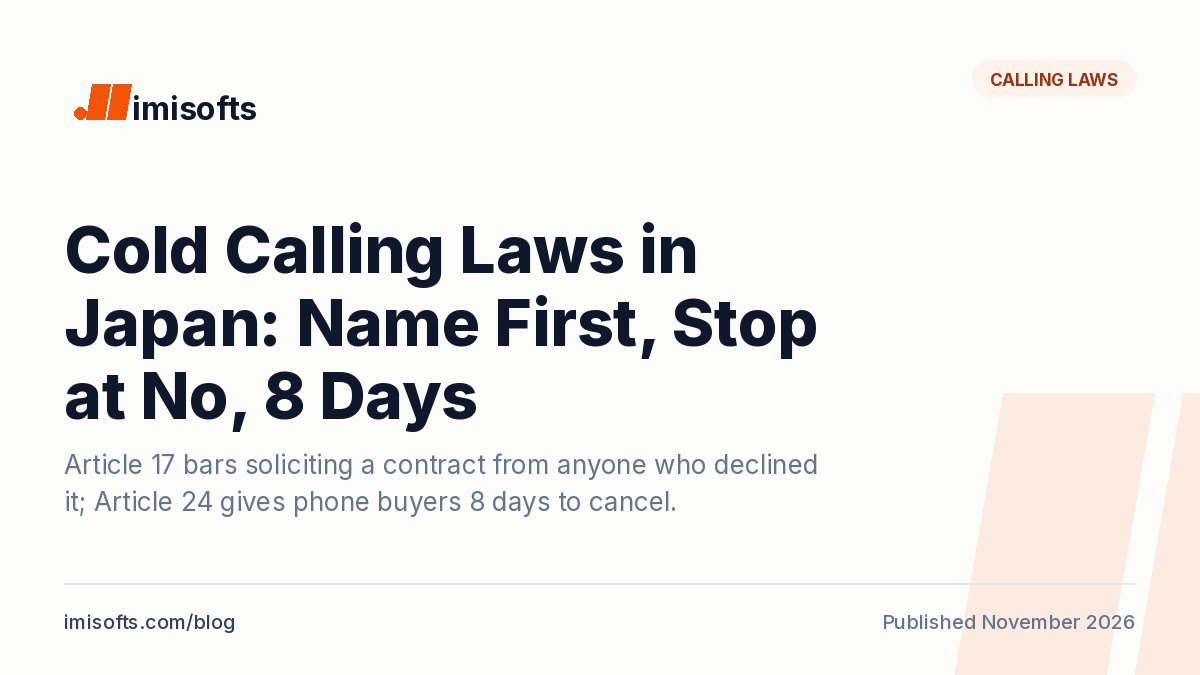 imisofts
CALLING LAWS
Cold Calling Laws in
Japan: Name First, Stop
at No, 8 Days
Article 17 bars soliciting a contract from anyone who declined
it; Article 24 gives phone buyers 8 days to cancel.
imisofts.com/blog
Published November 2026